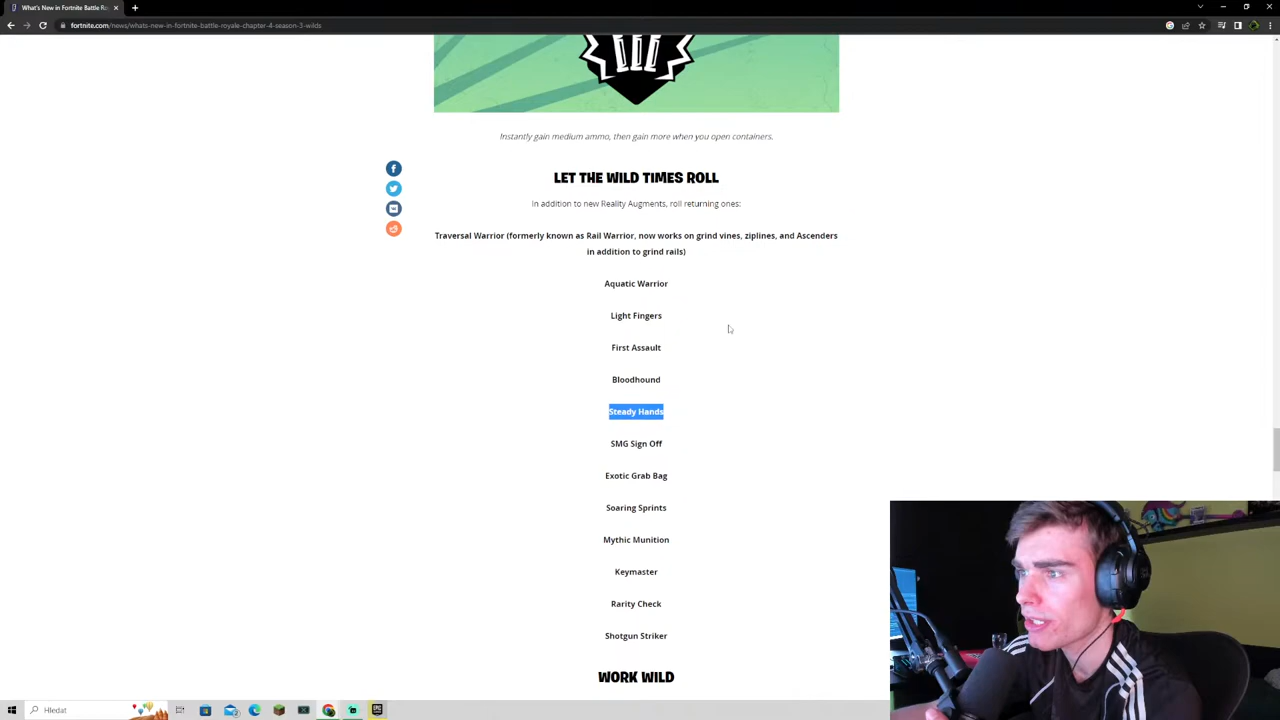 What's New in Fortnite Battle Ro
fortnite.com/news/whats-new-in-fortnite-battle-royale-chapter-4-season-3-wilds
Instantly gain medium ammo, then gain more when you open containers.
LET THE WILD TIMES ROLL
In addition to new Reality Augments, roll returning ones:
Traversal Warrior (formerly known as Rail Warrior, now works on grind vines, ziplines, and Ascenders
in addition to grind rails)
Aquatic Warrior
Light Fingers
First Assault
Bloodhound
Steady Hands
SMG Sign Off
Exotic Grab Bag
Soaring Sprints
Mythic Munition
Keymaster
Rarity Check
Shotgun Striker
WORK WILD
Hledat